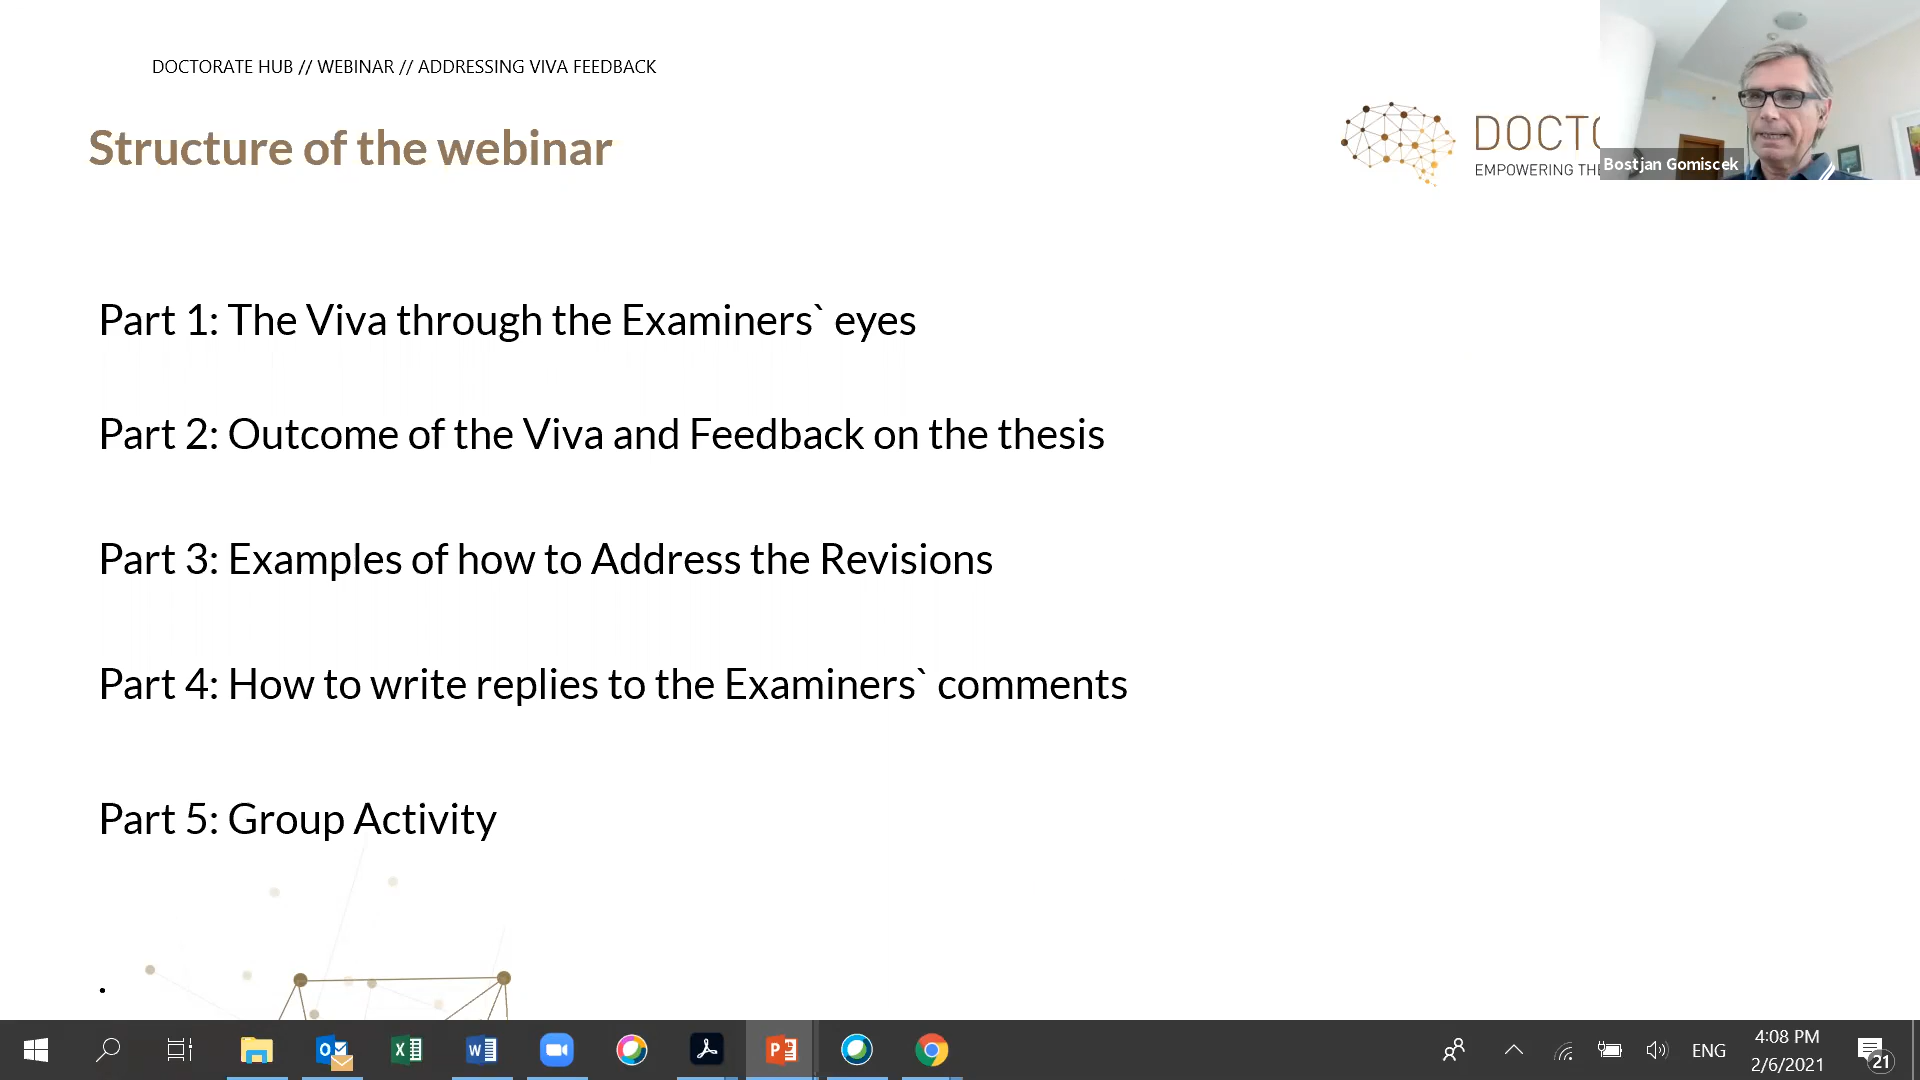 DOCTORATE HUB // WEBINAR // ADDRESSING VIVA FEEDBACK
Structure of the webinar
DOCTO
EMPOWERING THE
Bostjan Gomiscek
Part 1: The Viva through the Examiners` eyes
Part 2: Outcome of the Viva and Feedback on the thesis
Part 3: Examples of how to Address the Revisions
Part 4: How to write replies to the Examiners` comments
Part 5: Group Activity
.
ENG
4:08 PM
2/6/2021
21